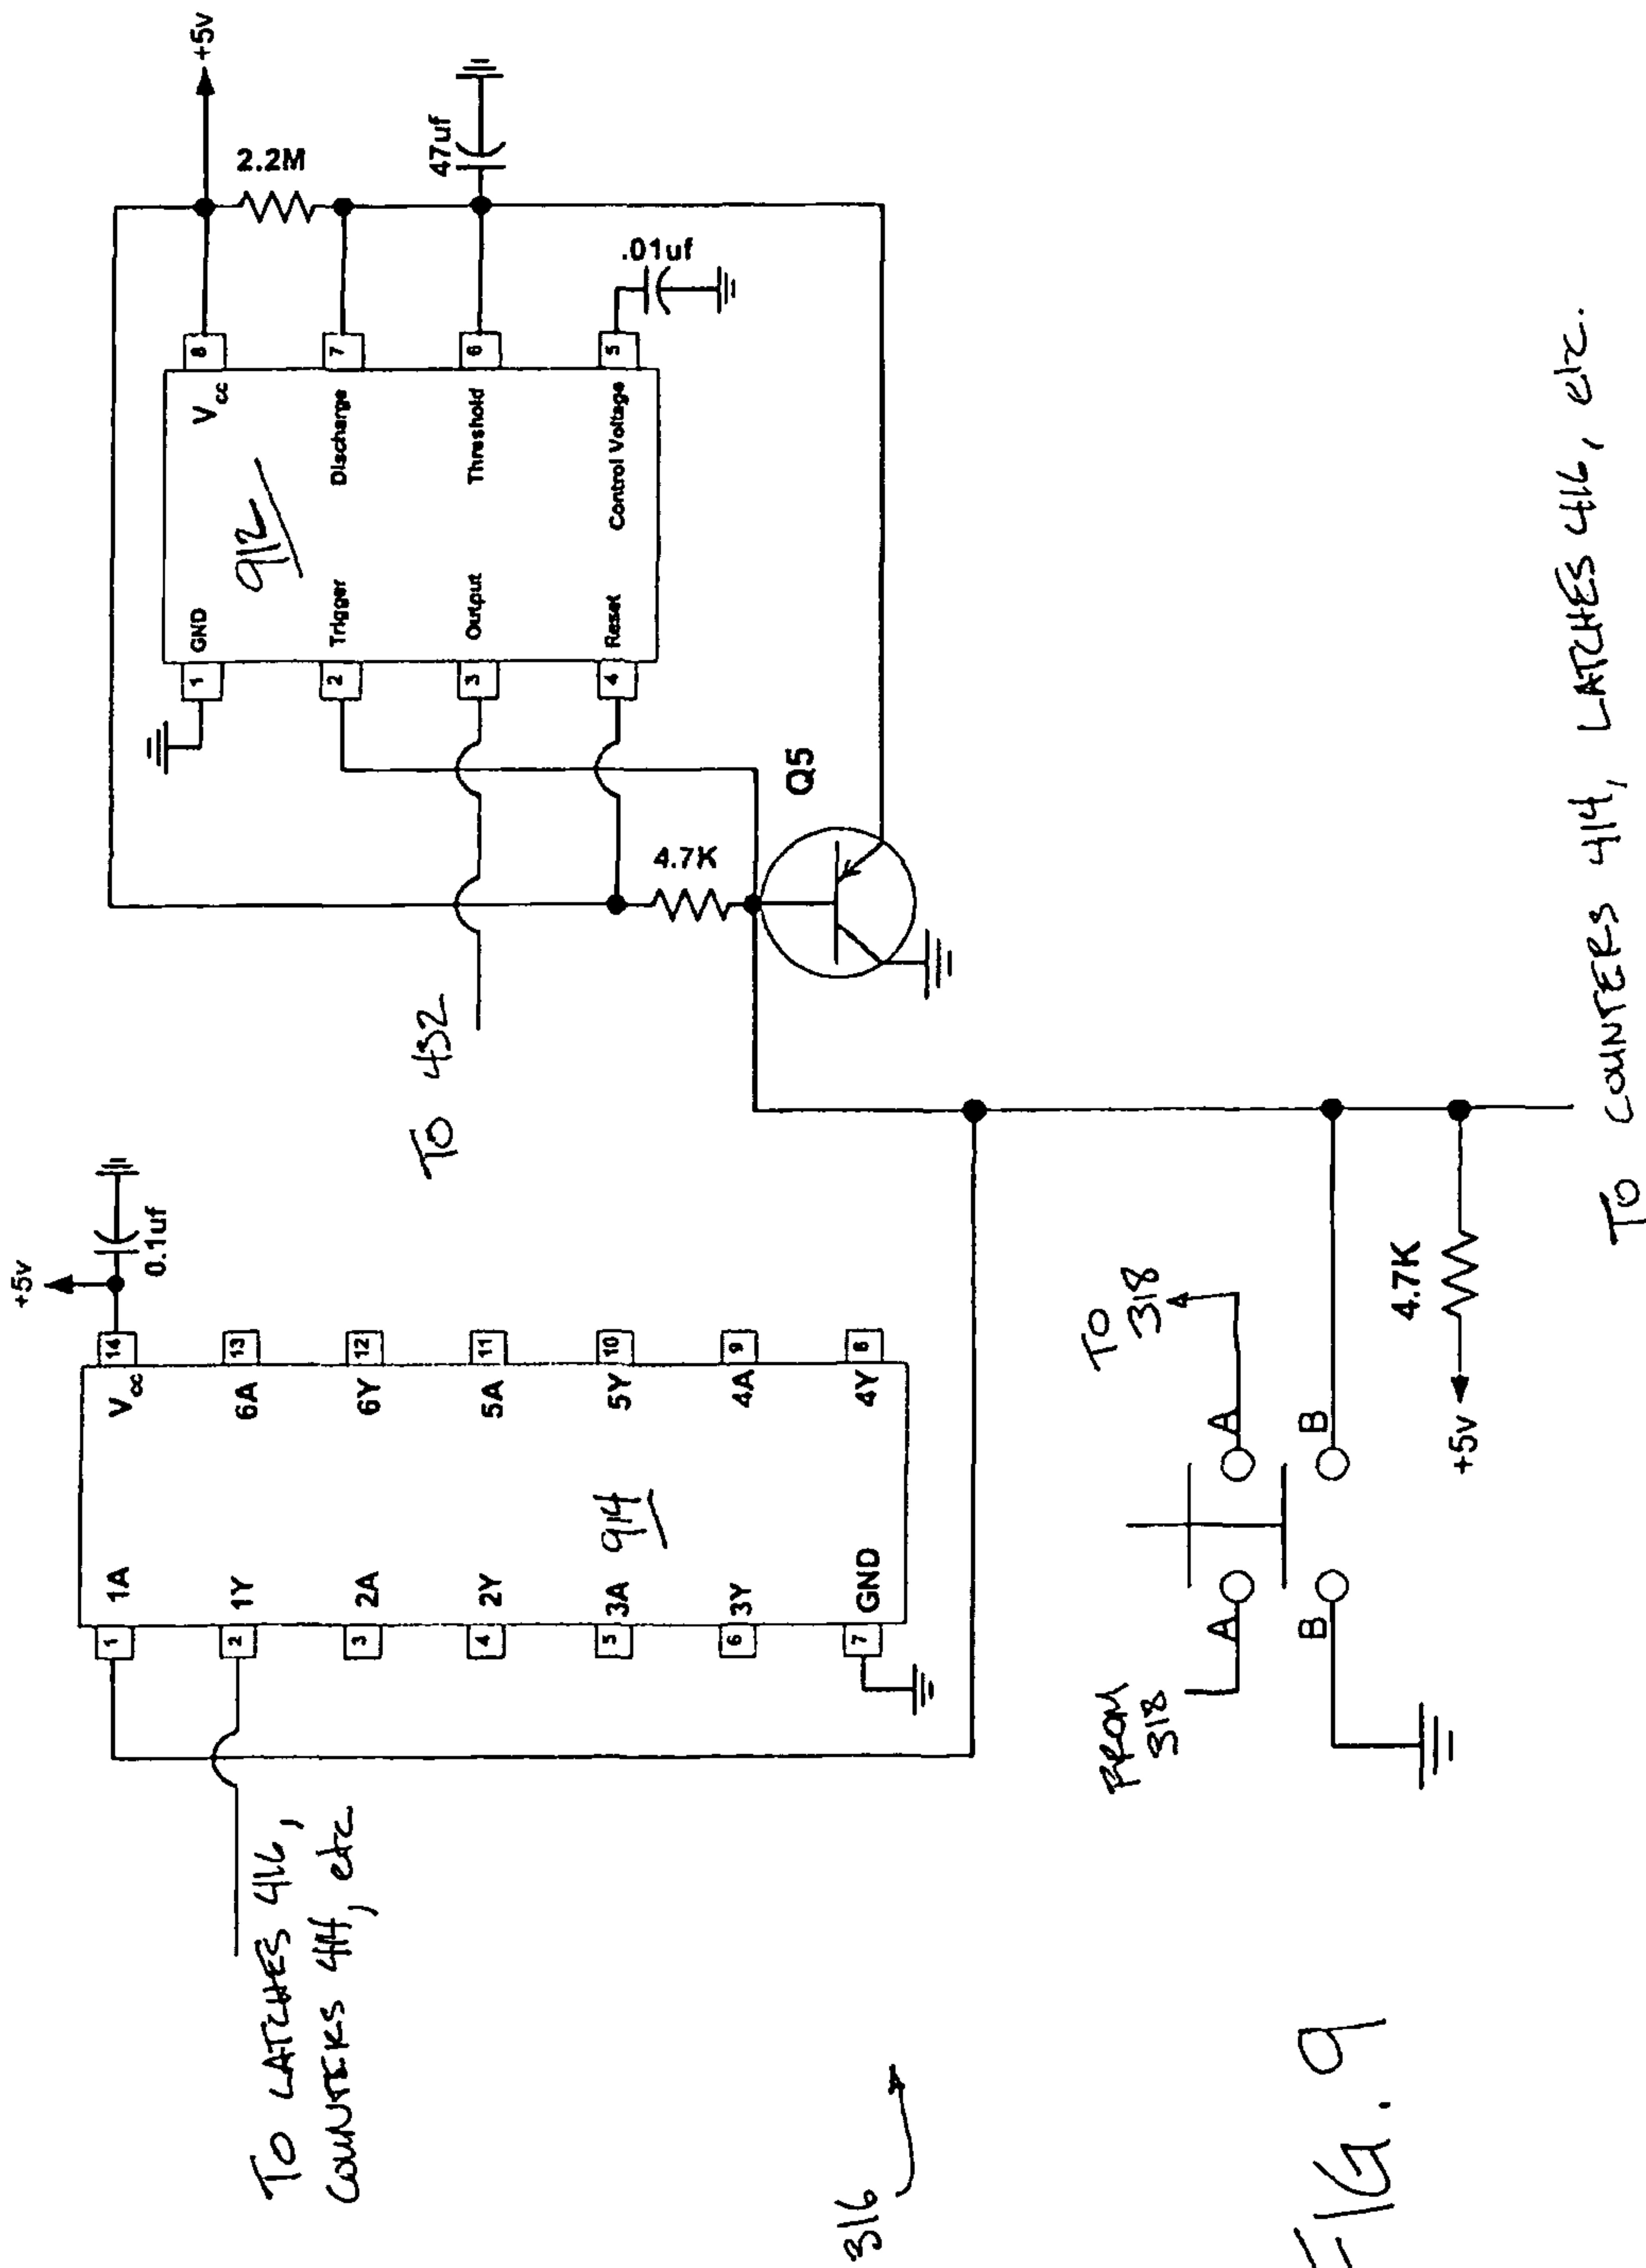 +5v
0.1uf
1A
Vcc
1
14
1Y
6A
2
13
2A
6Y
3
12
2Y
5A
4
11
3A
5Y
5
10
3Y
4A
6
9
GND
4Y
7
8
914
TO LATCHES 416,
COUNTERS 414, etc
+5v
2.2M
47uf
.01uf
912
GND
Vcc
1
8
Trigger
Discharge
2
7
Output
Threshold
3
6
Reset
Control Voltage
4
5
TO 432
4.7K
Q5
FROM
318
TO
318
A
A
B
B
+5v
4.7K
TO COUNTERS 414, LATCHES 416, etc.
316
FIG. 9